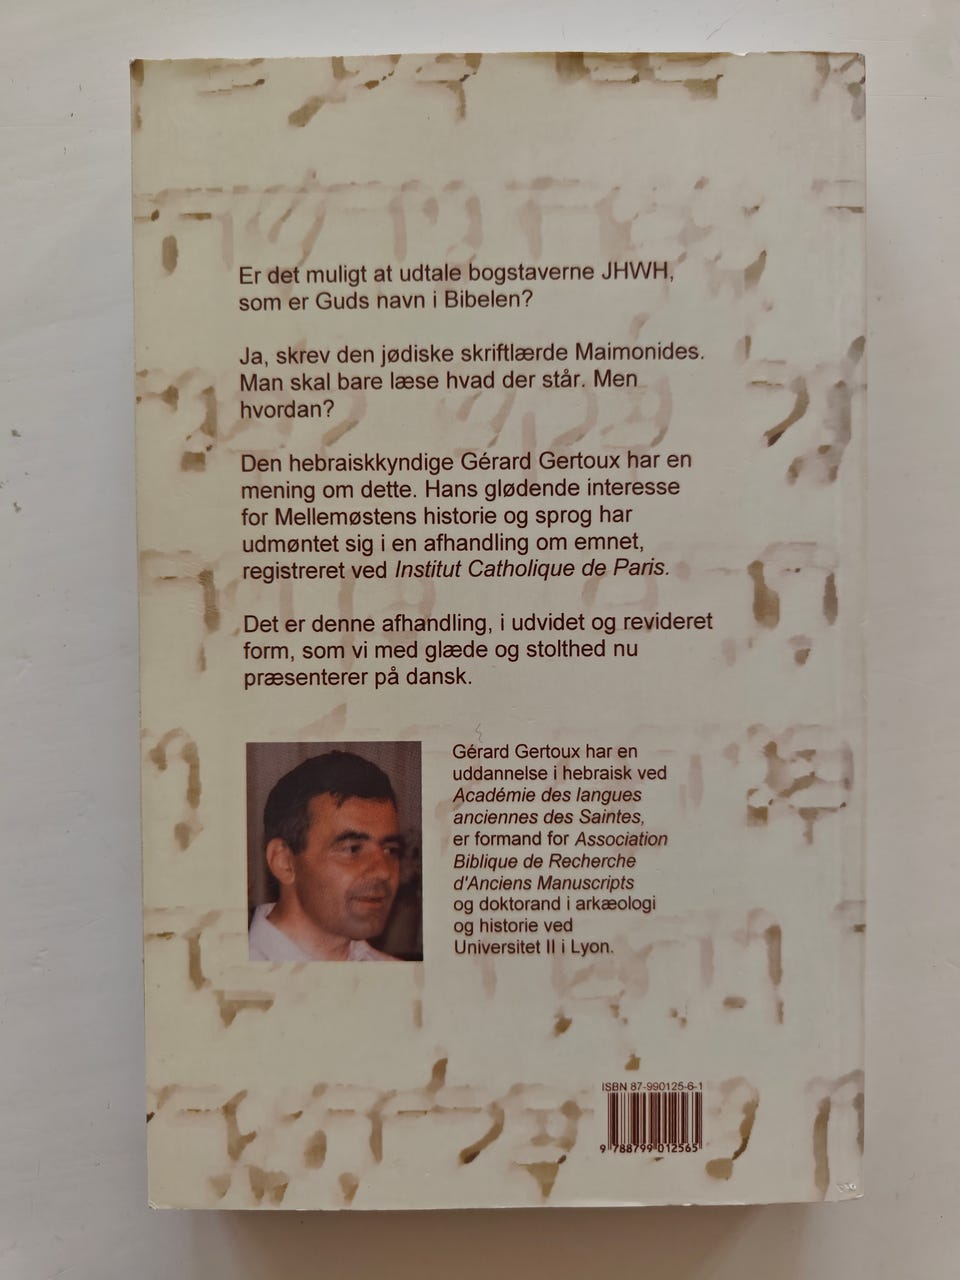 Er det muligt at udtale bogstaverne JHWH,
som er Guds navn i Bibelen?
Ja, skrev den jødiske skriftlærde Maimonides.
Man skal bare læse hvad der står. Men
hvordan?
Den hebraiskkyndige Gérard Gertoux har en
mening om dette. Hans glødende interesse
for Mellemøstens historie og sprog har
udmøntet sig i en afhandling om emnet,
registreret ved Institut Catholique de Paris.
Det er denne afhandling, i udvidet og revideret
form, som vi med glæde og stolthed nu
præsenterer på dansk.
Gérard Gertoux har en
uddannelse i hebraisk ved
Académie des langues
anciennes des Saintes,
er formand for Association
Biblique de Recherche
d'Anciens Manuscripts
og doktorand i arkæologi
og historie ved
Universitet II i Lyon.
ISBN 87-990125-6-1
9 788799 012565